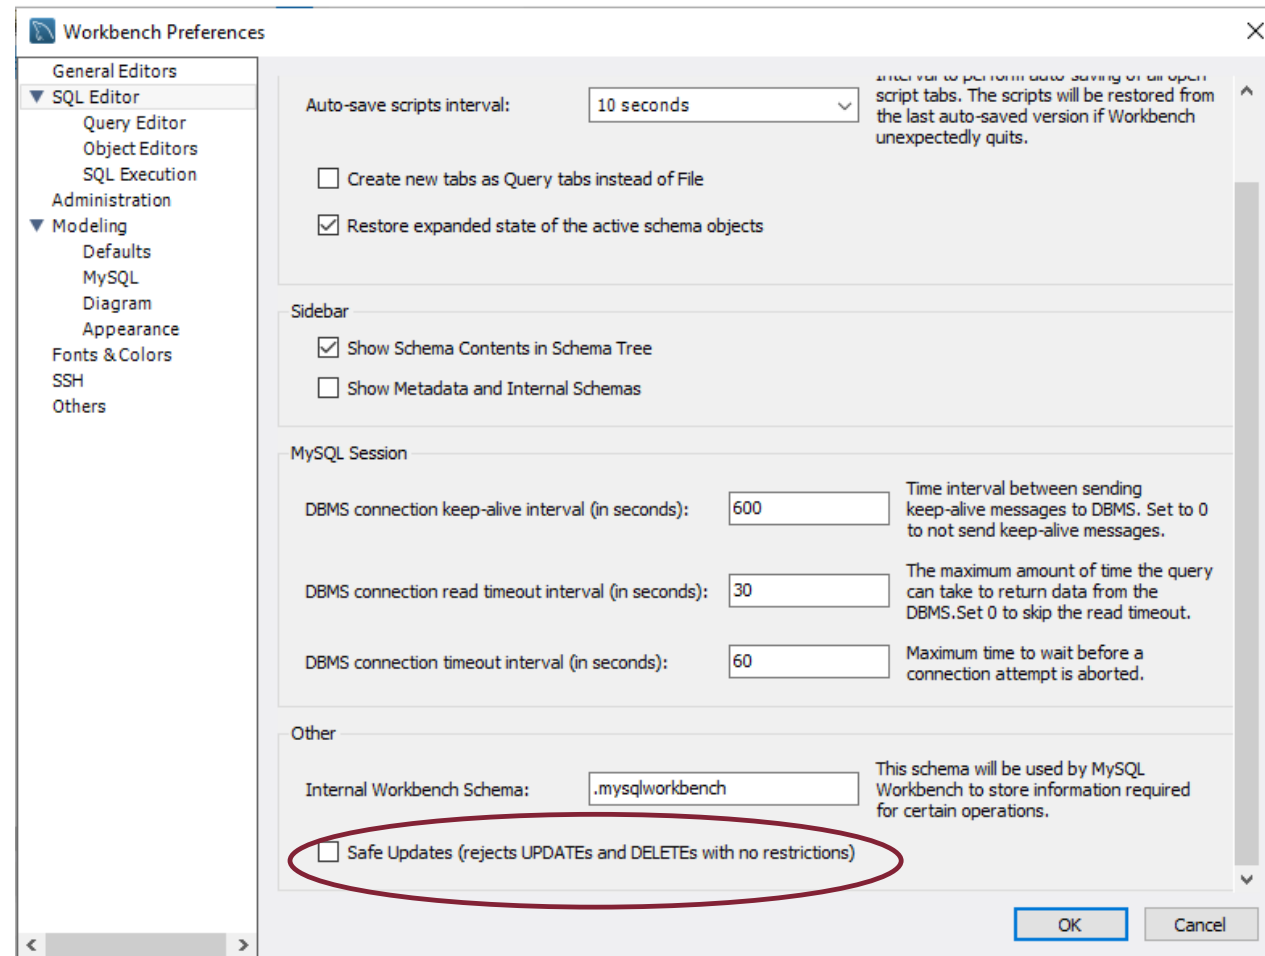 Workbench Preferences
General Editors
SQL Editor
Query Editor
Object Editors
SQL Execution
Administration
Modeling
Defaults
MySQL
Diagram
Appearance
Fonts & Colors
SSH
Others
Auto-save scripts interval:
10 seconds
Interval to perform auto-saving of all open
script tabs. The scripts will be restored from
the last auto-saved version if Workbench
unexpectedly quits.
Create new tabs as Query tabs instead of File
Restore expanded state of the active schema objects
Sidebar
Show Schema Contents in Schema Tree
Show Metadata and Internal Schemas
MySQL Session
DBMS connection keep-alive interval (in seconds):
600
Time interval between sending
keep-alive messages to DBMS. Set to 0
to not send keep-alive messages.
DBMS connection read timeout interval (in seconds):
30
The maximum amount of time the query
can take to return data from the
DBMS.Set 0 to skip the read timeout.
DBMS connection timeout interval (in seconds):
60
Maximum time to wait before a
connection attempt is aborted.
Other
Internal Workbench Schema:
.mysqlworkbench
This schema will be used by MySQL
Workbench to store information required
for certain operations.
Safe Updates (rejects UPDATEs and DELETEs with no restrictions)
OK
Cancel